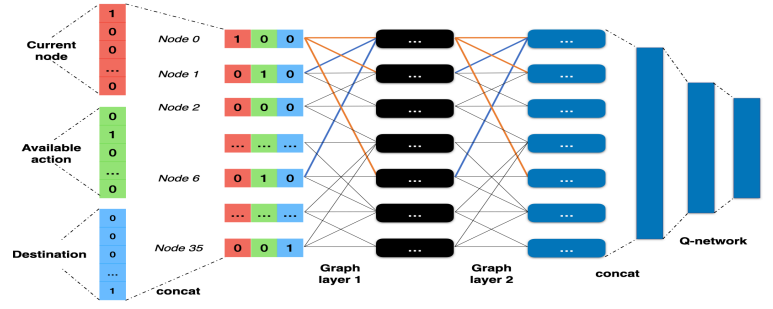 Current
node
1
0
0
...
0
Available
action
0
1
0
...
0
Destination
0
0
0
...
1
Node 0 1 0 0 ... ...
Node 1 0 1 0 ... ...
Node 2 0 0 0 ... ...
... ... ... ... ...
Node 6 0 1 0 ... ...
... ... ... ... ...
Node 35 0 0 1 ... ...
concat
Graph
layer 1
Graph
layer 2
concat
Q-network